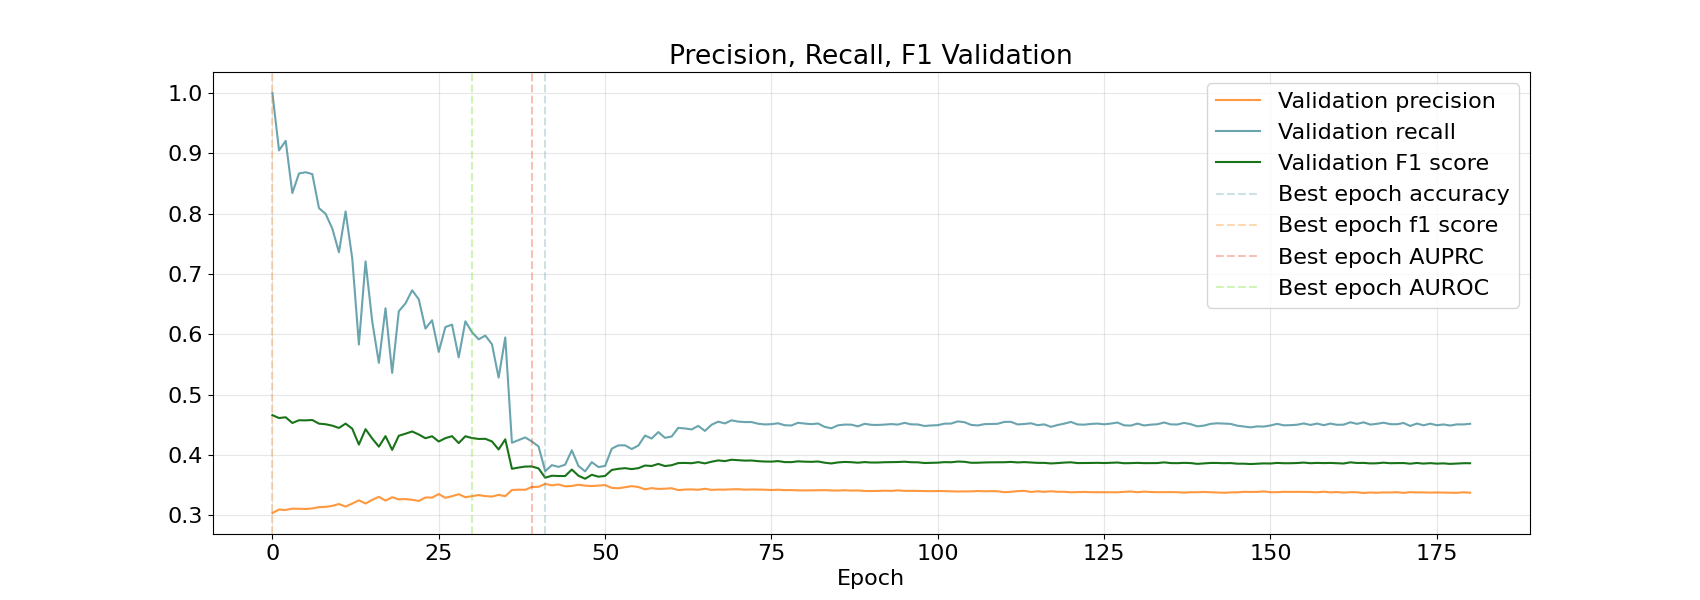 Precision, Recall, F1 Validation
1.0
0.9
0.8
0.7
0.6
0.5
0.4
0.3
Validation precision
Validation recall
Validation F1 score
Best epoch accuracy
Best epoch f1 score
Best epoch AUPRC
Best epoch AUROC
0 25 50 75 100 125 150 175
Epoch